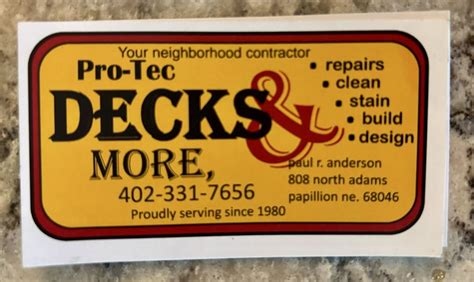 Your neighborhood contractor
Pro-Tec
DECKS &
MORE,
402-331-7656
Proudly serving since 1980
• repairs
• clean
• stain
• build
• design
paul r. anderson
808 north adams
papillion ne. 68046